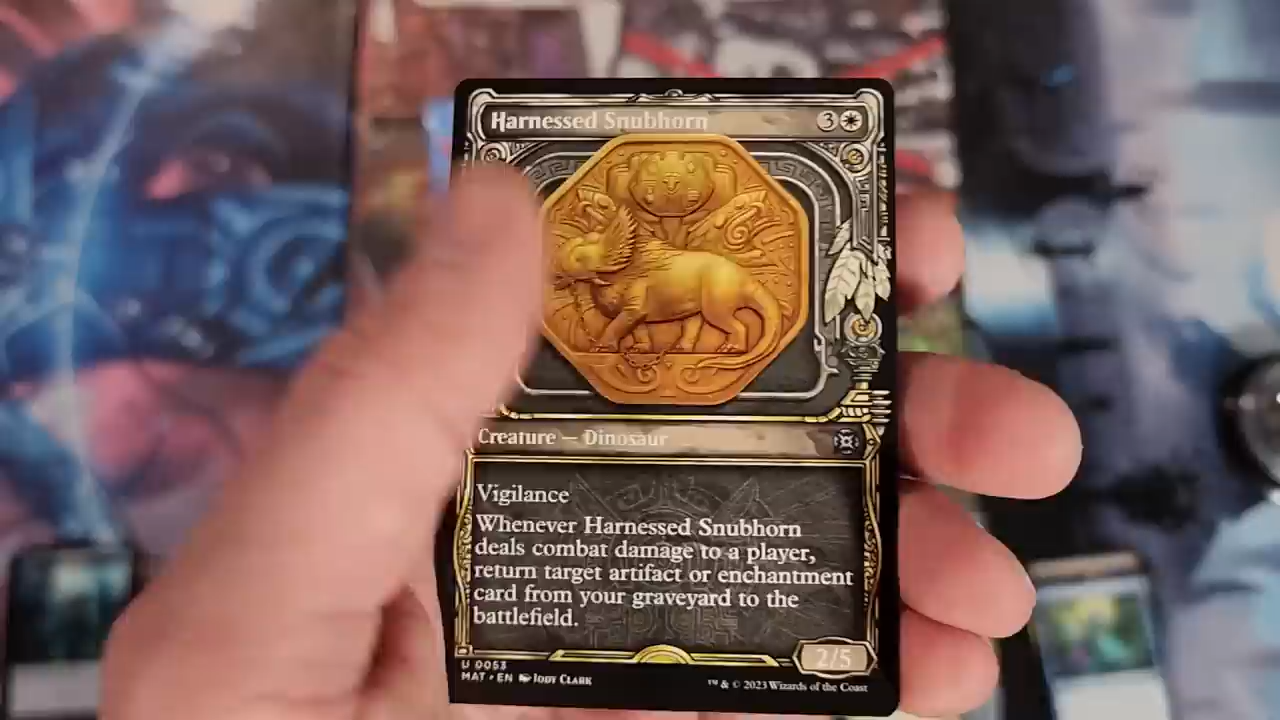 Harnessed Snubhorn 3
Creature — Dinosaur
Vigilance
Whenever Harnessed Snubhorn
deals combat damage to a player,
return target artifact or enchantment
card from your graveyard to the
battlefield.
2/5
U 0053
MAT • EN Jody Clark
™ & © 2023 Wizards of the Coast